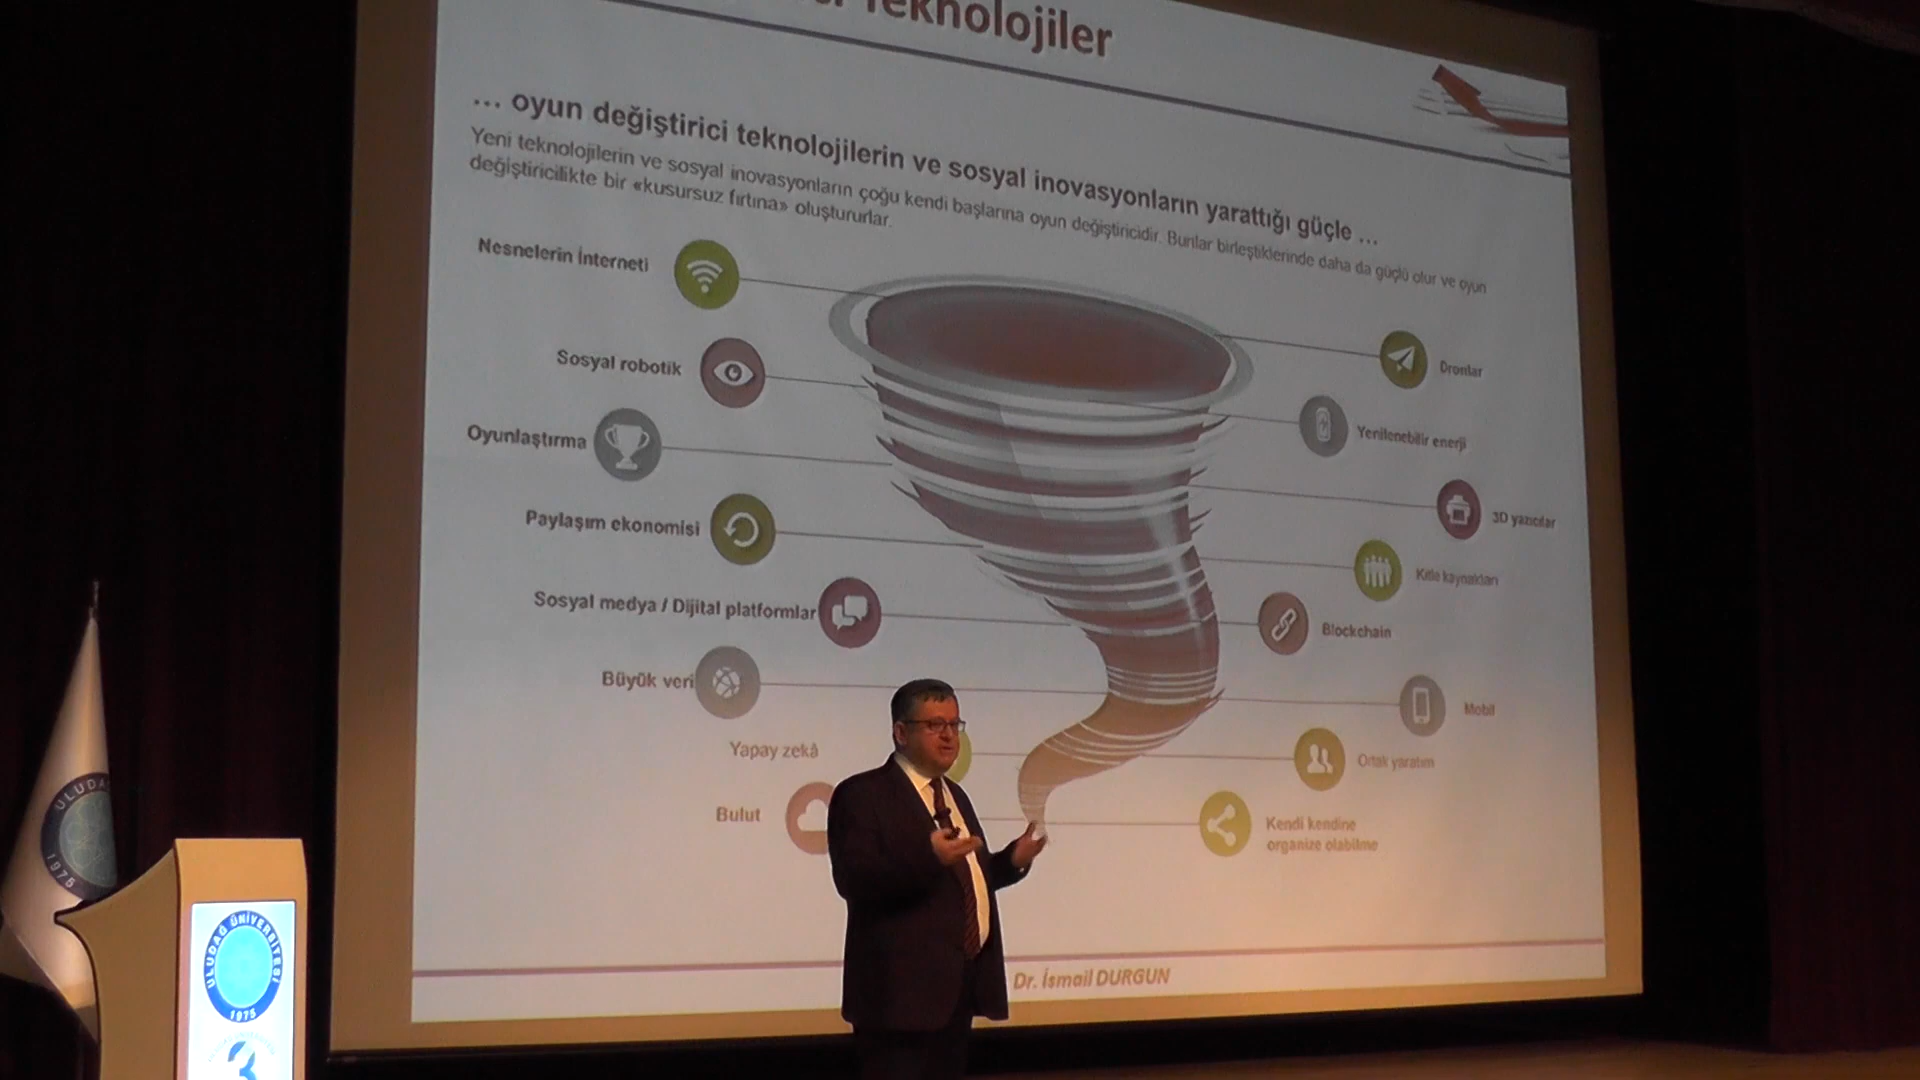 Teknolojiler
... oyun değiştirici teknolojilerin ve sosyal inovasyonların yarattığı güçle ...
Yeni teknolojilerin ve sosyal inovasyonların çoğu kendi başlarına oyun değiştiricidir. Bunlar birleştiklerinde daha da güçlü olur ve oyun
değiştiricilikte bir «kusursuz fırtına» oluştururlar.
Nesnelerin İnterneti
Dronlar
Sosyal robotik
Yenilenebilir enerji
Oyunlaştırma
3D yazıcılar
Paylaşım ekonomisi
Kitle kaynakları
Sosyal medya / Dijital platformlar
Blockchain
Büyük veri
Mobil
Yapay zekâ
Ortak yaratım
Bulut
Kendi kendine
organize olabilme
Dr. İsmail DURGUN
ULUDA
1975
ULUDAĞ ÜNİVERSİTESİ
1975
3